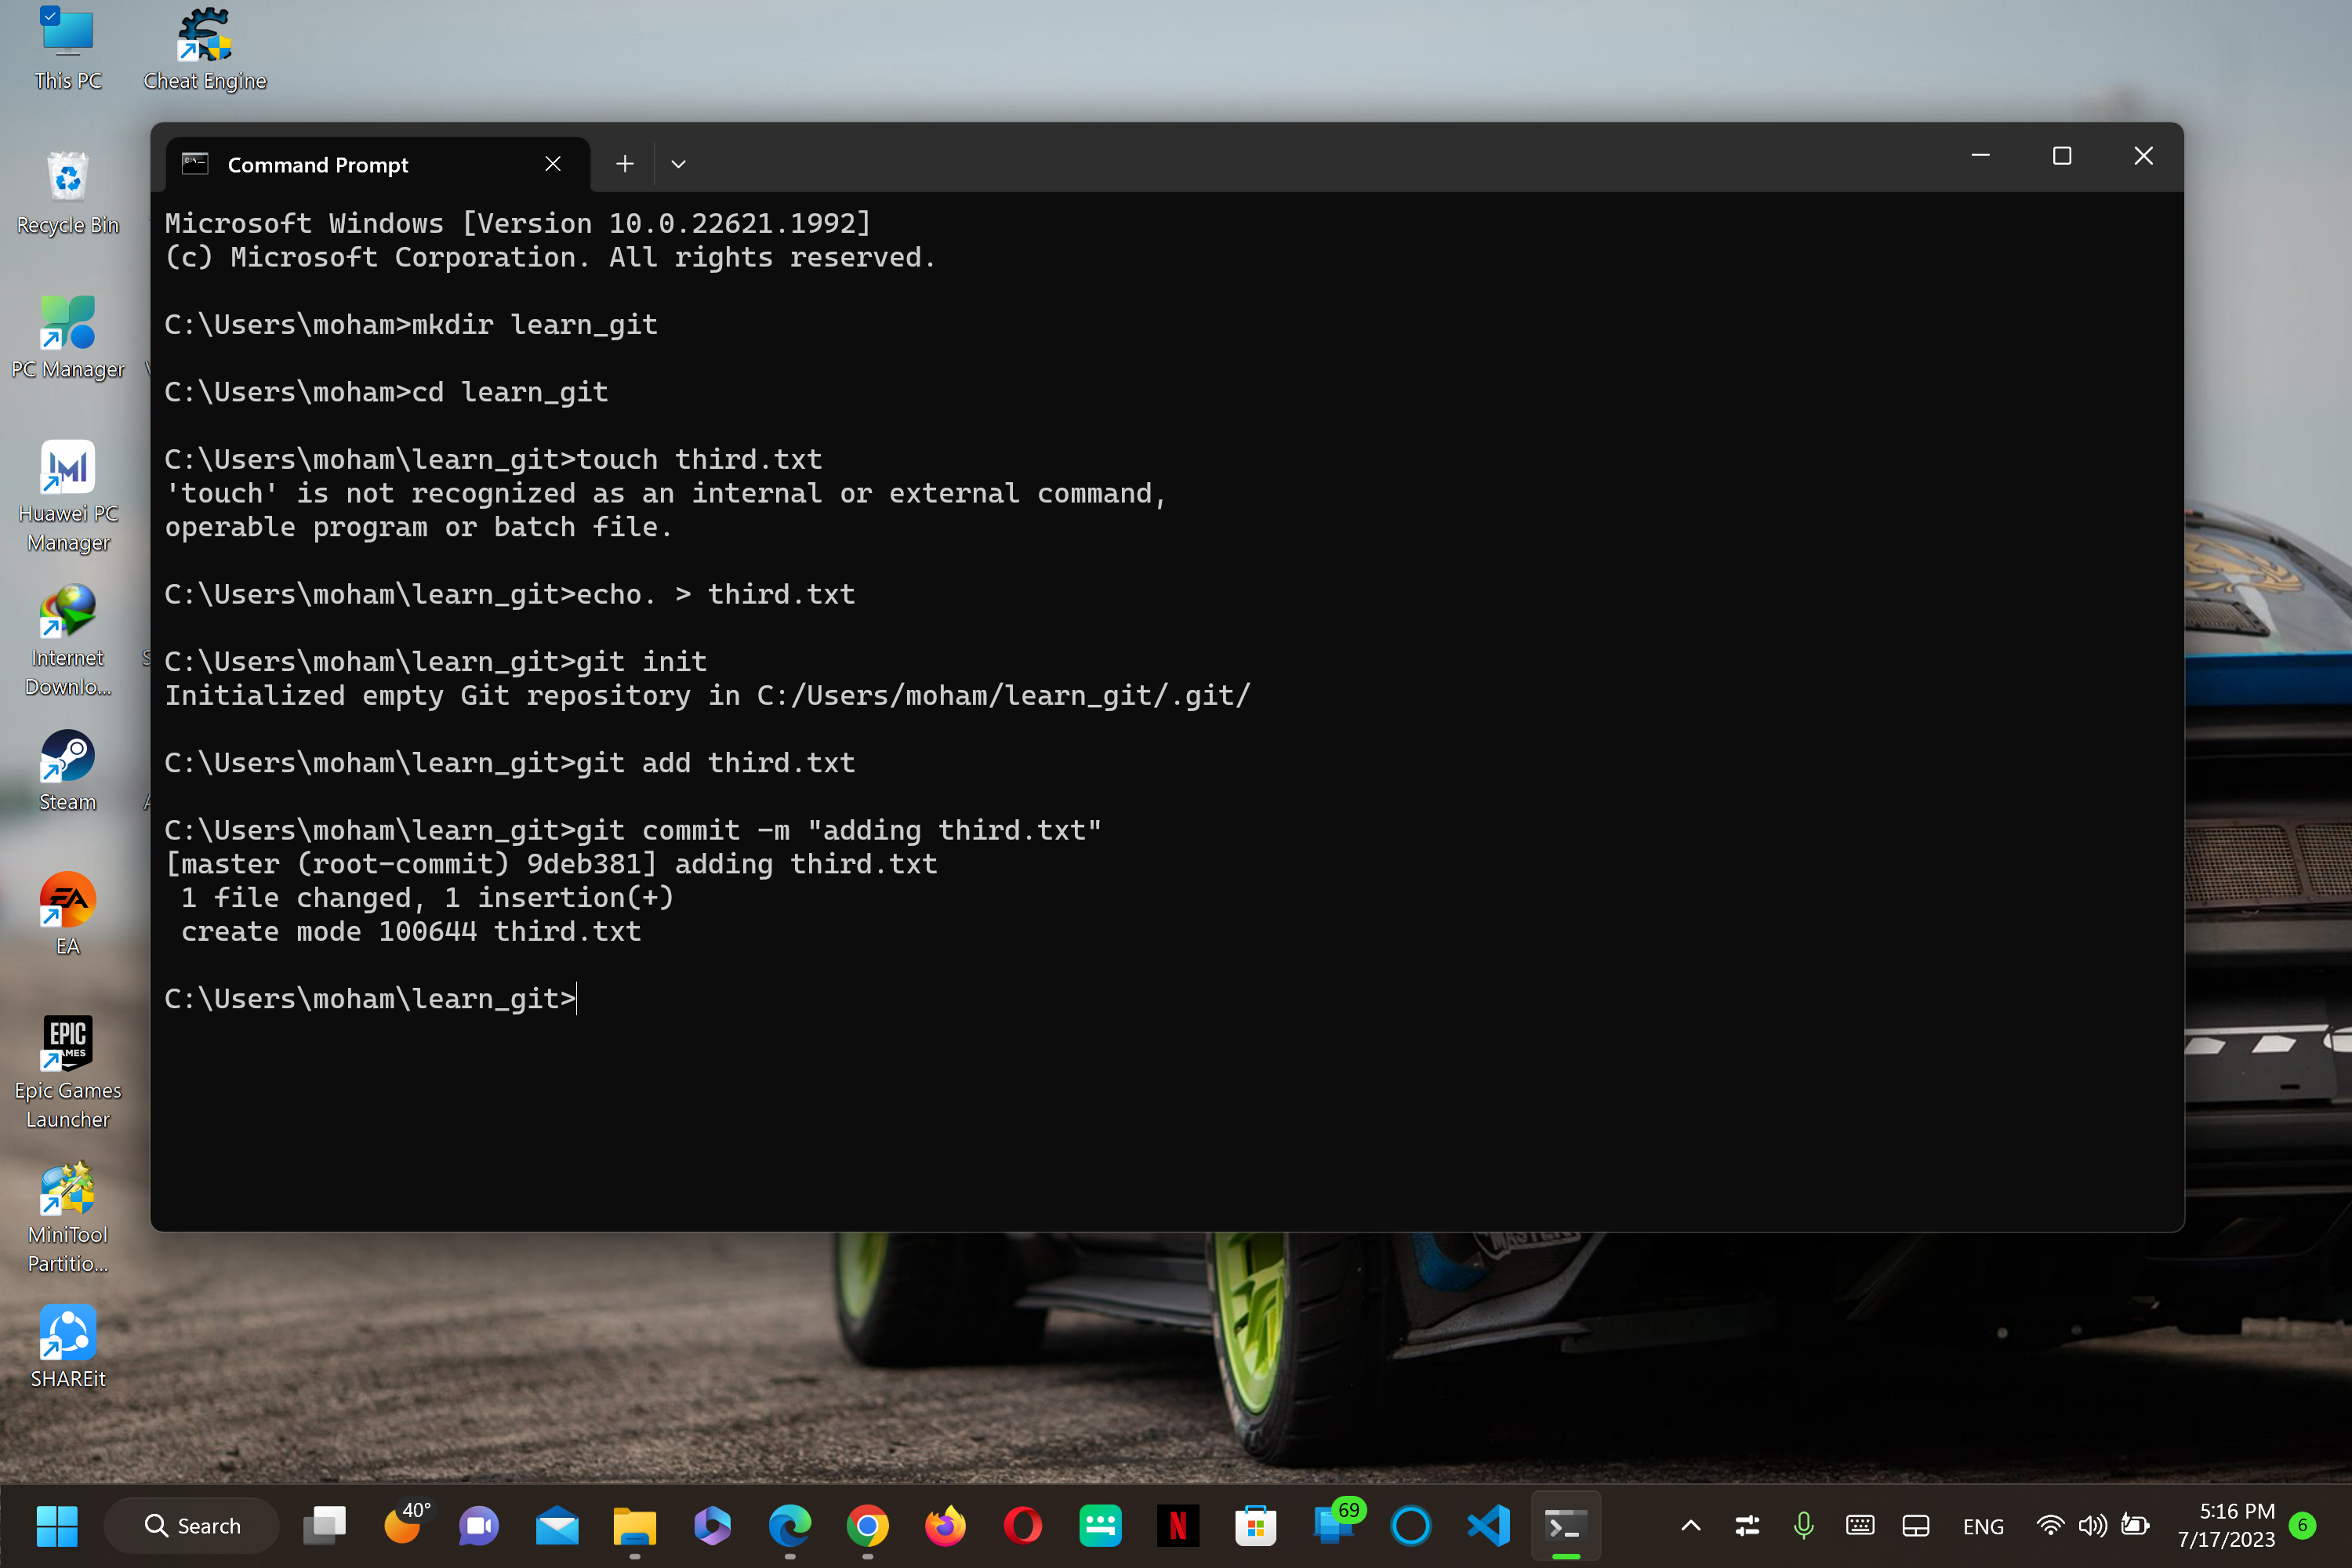 This PC
Cheat Engine
Recycle Bin
PC Manager
Huawei PC
Manager
Internet
Downlo...
Steam
EA
EPIC
Epic Games
Launcher
MiniTool
Partitio...
SHAREit
Command Prompt
Microsoft Windows [Version 10.0.22621.1992]
(c) Microsoft Corporation. All rights reserved.
C:\Users\moham>mkdir learn_git
C:\Users\moham>cd learn_git
C:\Users\moham\learn_git>touch third.txt
'touch' is not recognized as an internal or external command,
operable program or batch file.
C:\Users\moham\learn_git>echo. > third.txt
C:\Users\moham\learn_git>git init
Initialized empty Git repository in C:/Users/moham/learn_git/.git/
C:\Users\moham\learn_git>git add third.txt
C:\Users\moham\learn_git>git commit -m "adding third.txt"
[master (root-commit) 9deb381] adding third.txt
 1 file changed, 1 insertion(+)
 create mode 100644 third.txt
C:\Users\moham\learn_git>
Search
40°
69
ENG
5:16 PM
7/17/2023
6